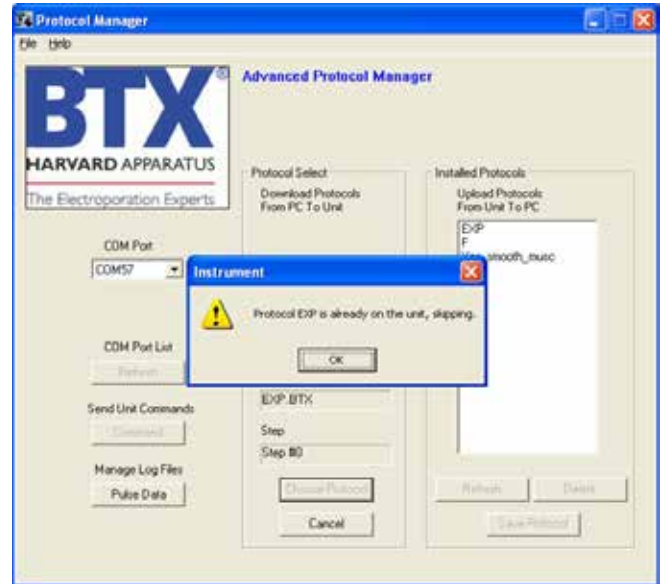 Protocol Manager
File Help
BTX®
HARVARD APPARATUS
The Electroporation Experts
Advanced Protocol Manager
COM Port
COM57
COM Port List
Refresh
Send Unit Commands
Command
Manage Log Files
Pulse Data
Protocol Select
Download Protocols
From PC To Unit
EXP.BTX
Step
Step #0
Choose Protocol
Cancel
Installed Protocols
Upload Protocols
From Unit To PC
EXP
F
smooth_musc
Refresh Delete
Save Protocol
Instrument
Protocol EXP is already on the unit, skipping.
OK